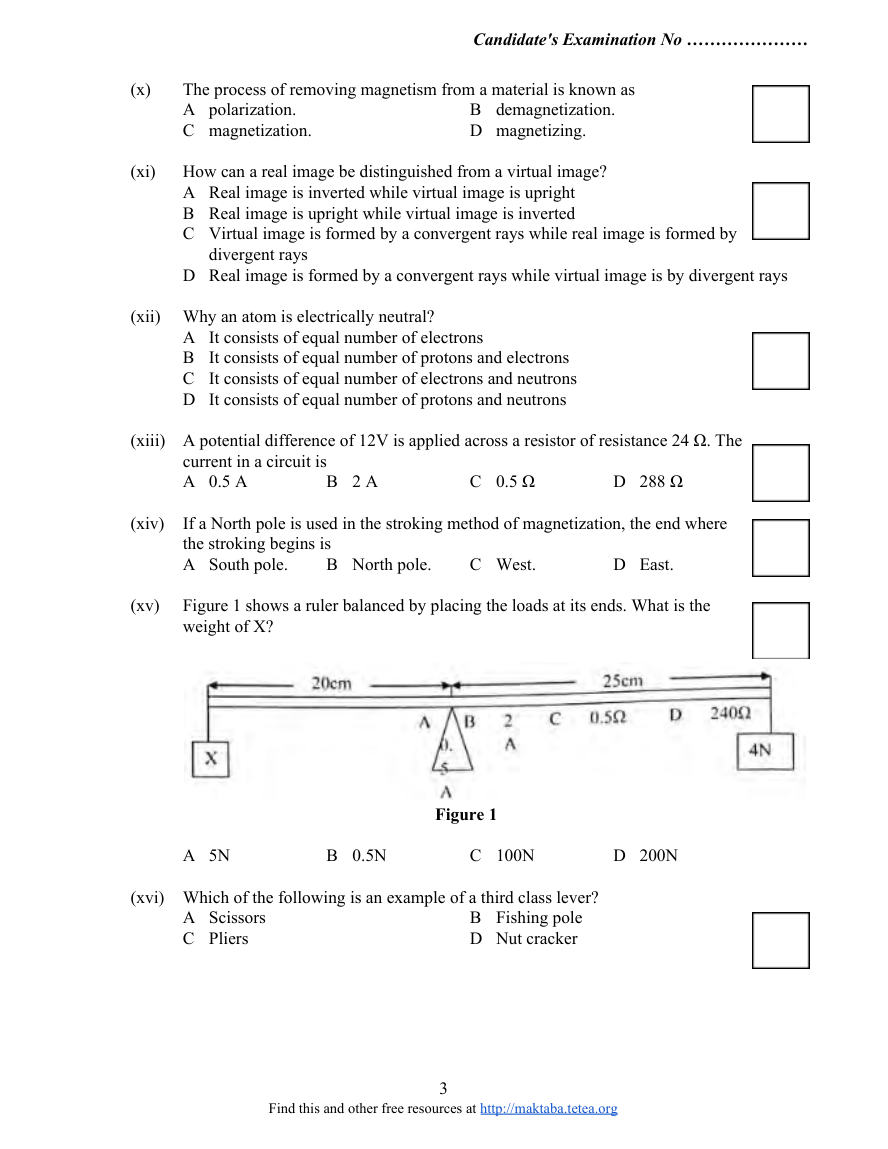 Candidate's Examination No …………………
(x) The process of removing magnetism from a material is known as
A polarization. B demagnetization.
C magnetization. D magnetizing.
(xi) How can a real image be distinguished from a virtual image?
A Real image is inverted while virtual image is upright
B Real image is upright while virtual image is inverted
C Virtual image is formed by a convergent rays while real image is formed by
divergent rays
D Real image is formed by a convergent rays while virtual image is by divergent rays
(xii) Why an atom is electrically neutral?
A It consists of equal number of electrons
B It consists of equal number of protons and electrons
C It consists of equal number of electrons and neutrons
D It consists of equal number of protons and neutrons
(xiii) A potential difference of 12V is applied across a resistor of resistance 24 Ω. The
current in a circuit is
A 0.5 A B 2 A C 0.5 Ω D 288 Ω
(xiv) If a North pole is used in the stroking method of magnetization, the end where
the stroking begins is
A South pole. B North pole. C West. D East.
(xv) Figure 1 shows a ruler balanced by placing the loads at its ends. What is the
weight of X?
20cm 25cm
A B 2 C 0.5Ω D 240Ω
X 0. A 4N
5
A
Figure 1
A 5N B 0.5N C 100N D 200N
(xvi) Which of the following is an example of a third class lever?
A Scissors B Fishing pole
C Pliers D Nut cracker
3
Find this and other free resources at http://maktaba.tetea.org